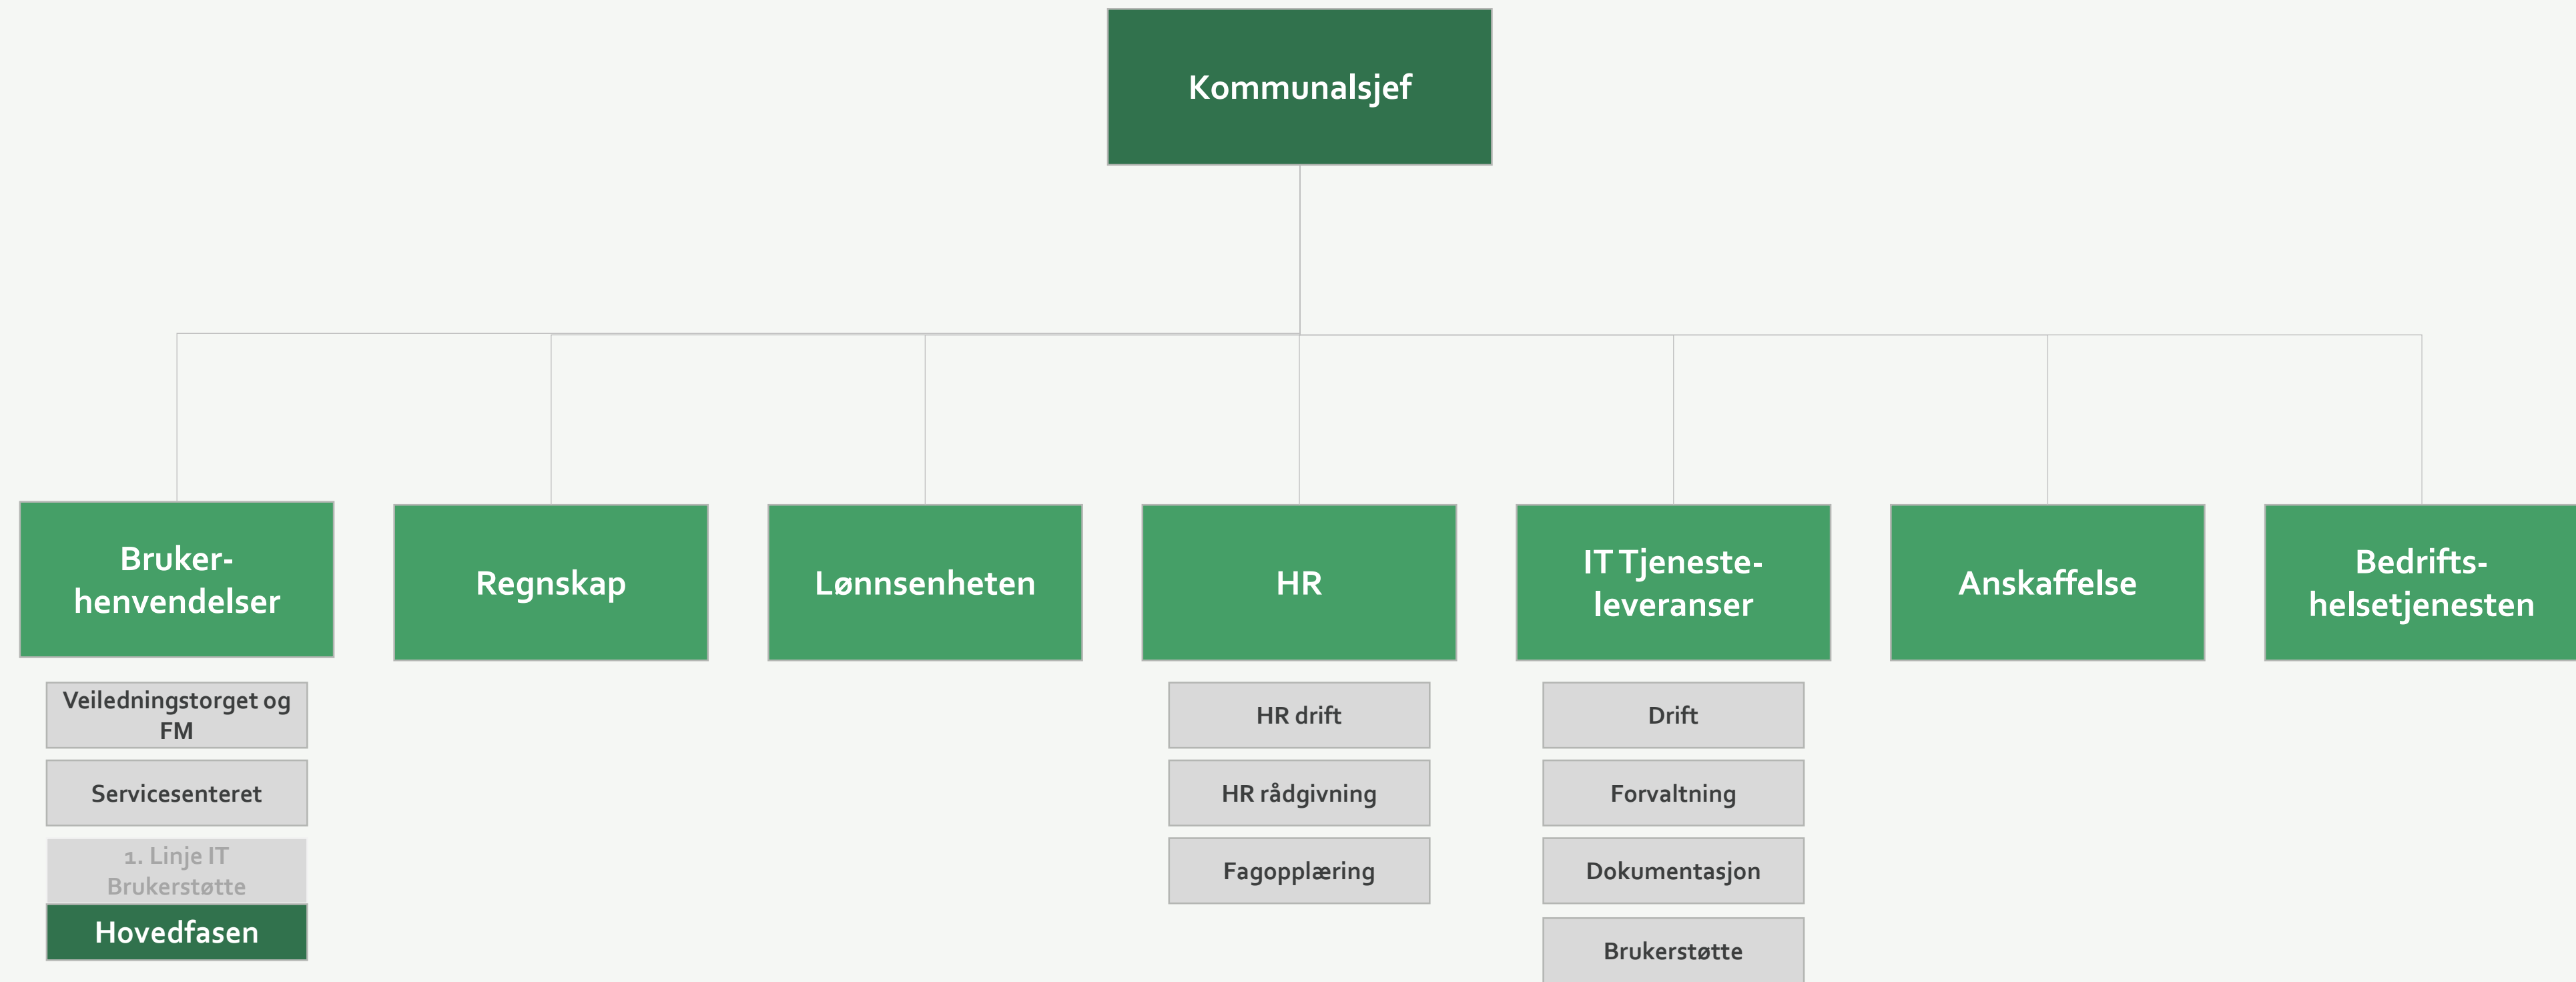 Kommunalsjef
Bruker-
henvendelser
Regnskap
Lønnsenheten
HR
IT Tjeneste-
leveranser
Anskaffelse
Bedrifts-
helsetjenesten
Veiledningstorget og
FM
Servicesenteret
1. Linje IT
Brukerstøtte
Hovedfasen
HR drift
HR rådgivning
Fagopplæring
Drift
Forvaltning
Dokumentasjon
Brukerstøtte